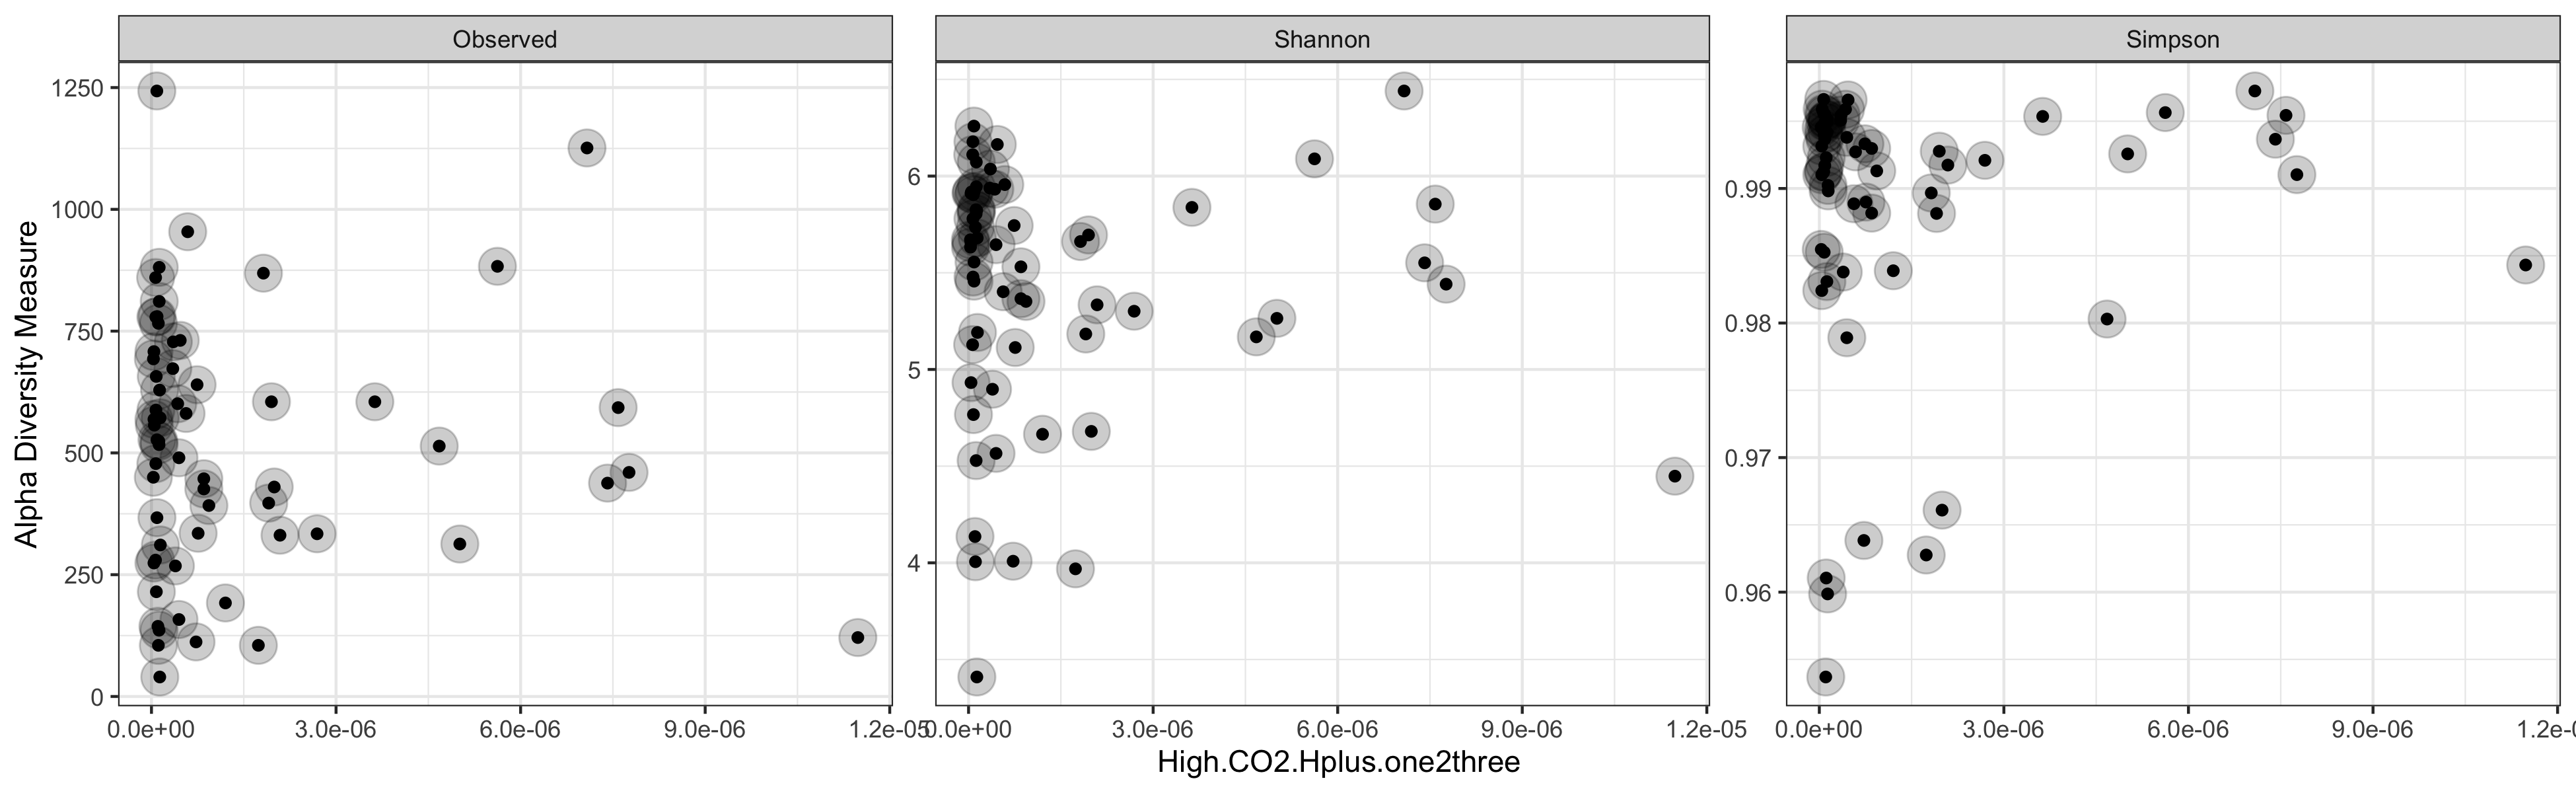 Observed
Shannon
Simpson
Alpha Diversity Measure
1250
1000
750
500
250
0
6
5
4
0.99
0.98
0.97
0.96
0.0e+00 3.0e-06 6.0e-06 9.0e-06 1.2e-05
0.0e+00 3.0e-06 6.0e-06 9.0e-06 1.2e-05
0.0e+00 3.0e-06 6.0e-06 9.0e-06 1.2e-0
High.CO2.Hplus.one2three